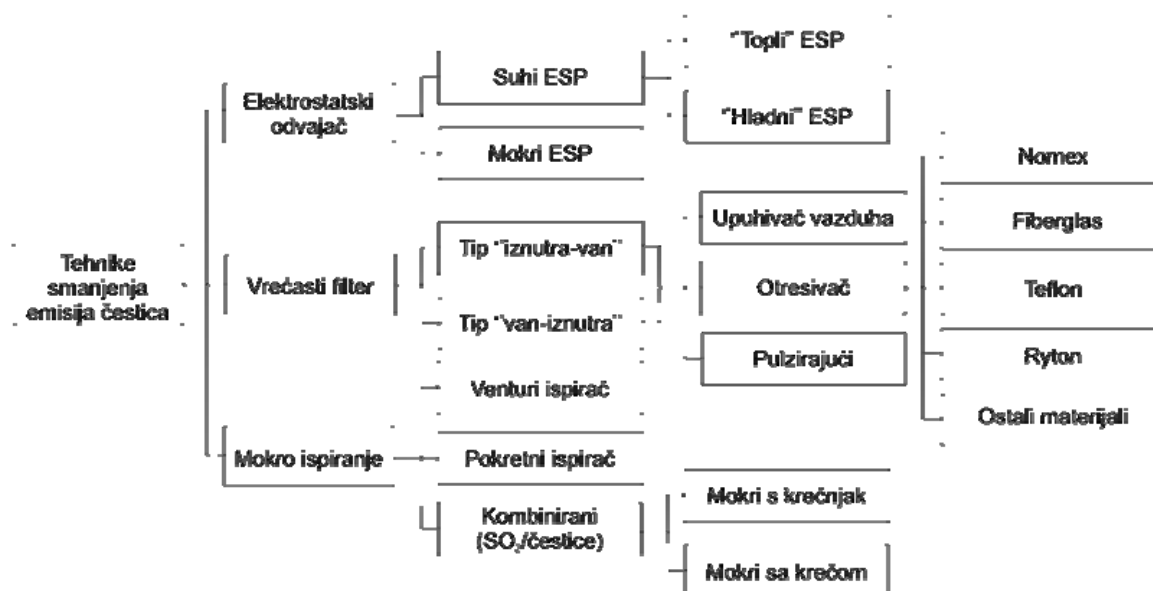 Tehnike
smanjenja
emisija čestica
Elektrostatski
odvajač
Suhi ESP
"Topli" ESP
"Hladni" ESP
Mokri ESP
Vrećasti filter
Tip "iznutra-van"
Tip "van-iznutra"
Upuhivač vazduha
Otresivač
Pulzirajući
Nomex
Fiberglas
Teflon
Ryton
Ostali materijali
Mokro ispiranje
Venturi ispirač
Pokretni ispirač
Kombinirani
(SO₂/čestice)
Mokri s krečnjak
Mokri sa krečom